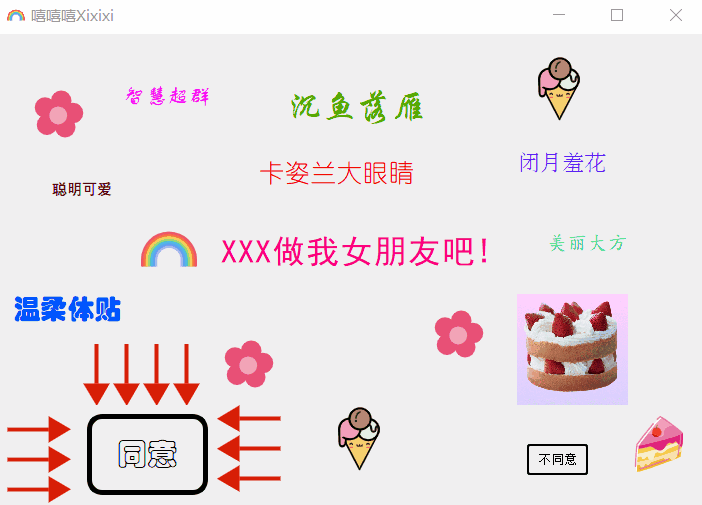 嘻嘻嘻Xixixi
智慧超群
沉鱼落雁
闭月羞花
卡姿兰大眼睛
聪明可爱
XXX做我女朋友吧!
美丽大方
温柔体贴
同意
不同意